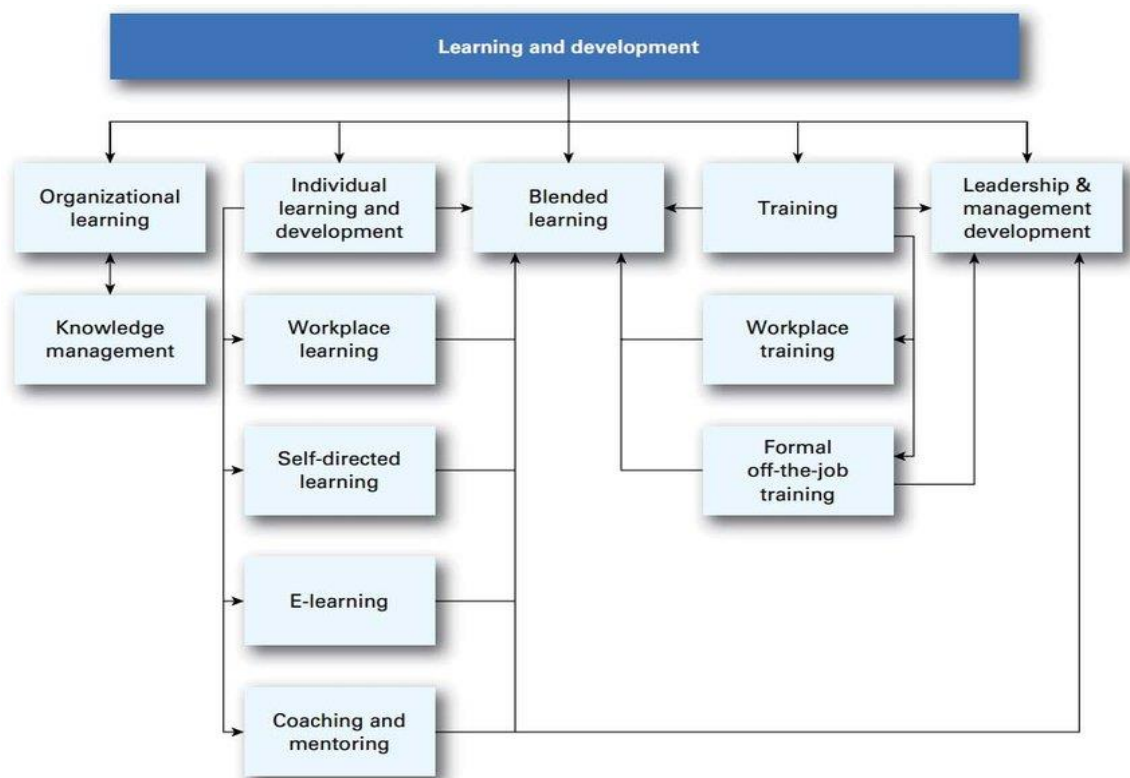 Learning and development
Organizational
learning
Individual
learning and
development
Blended
learning
Training
Leadership &
management
development
Knowledge
management
Workplace
learning
Workplace
training
Self-directed
learning
Formal
off-the-job
training
E-learning
Coaching and
mentoring